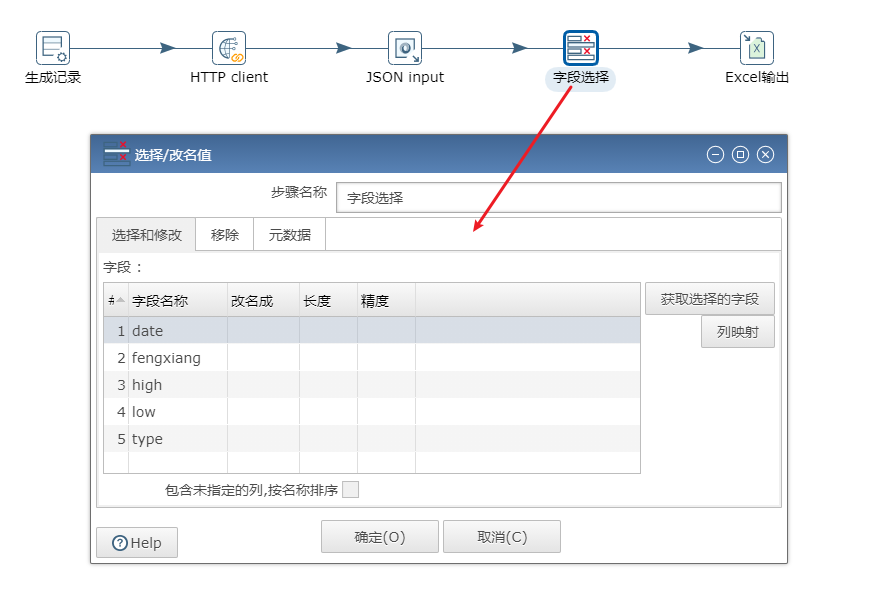 生成记录
HTTP client
JSON input
字段选择
Excel输出
选择/改名值
步骤名称 字段选择
选择和修改 移除 元数据
字段：
# 字段名称 改名成 长度 精度
获取选择的字段
列映射
1 date
2 fengxiang
3 high
4 low
5 type
包含未指定的列,按名称排序
Help
确定(O)
取消(C)